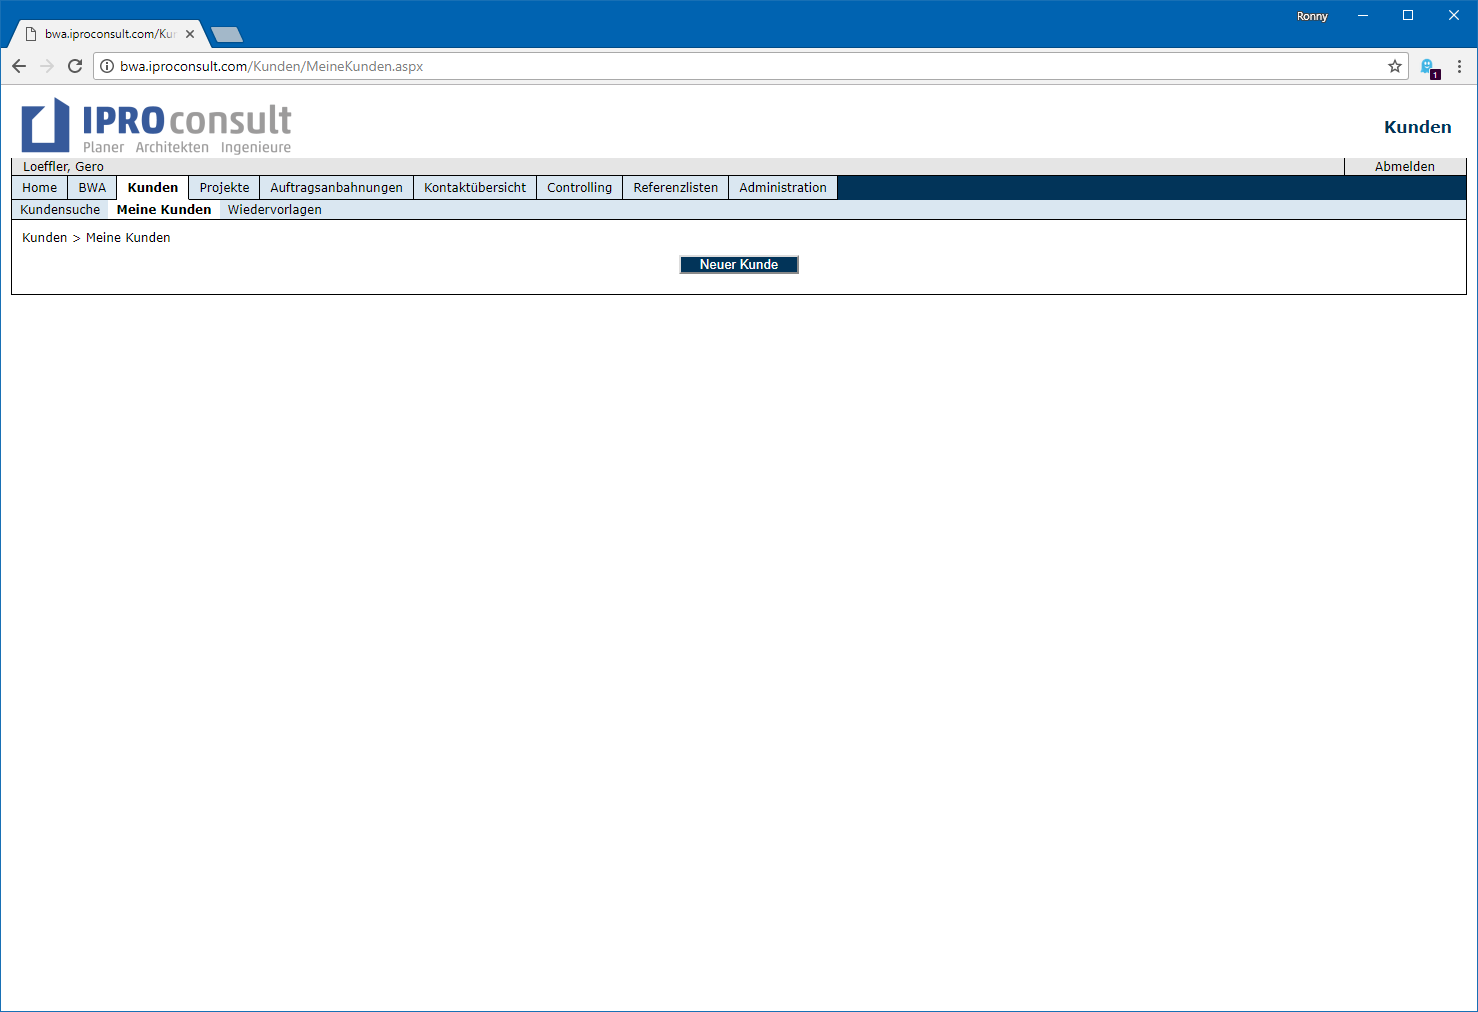 Ronny
bwa.iproconsult.com/Kun
bwa.iproconsult.com/Kunden/MeineKunden.aspx
1
IPROconsult
Planer Architekten Ingenieure
Kunden
Loeffler, Gero
Abmelden
Home BWA Kunden Projekte Auftragsanbahnungen Kontaktübersicht Controlling Referenzlisten Administration
Kundensuche Meine Kunden Wiedervorlagen
Kunden > Meine Kunden
Neuer Kunde